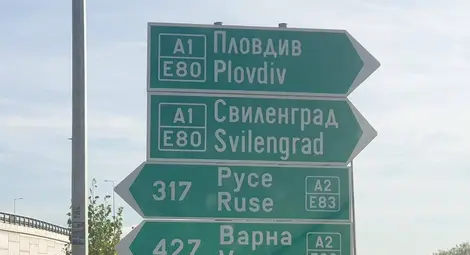 A1 Пловдив
E80 Plovdiv
A1 Свиленград
E80 Svilengrad
317 Русе A2
Ruse E83
427 Варна A2